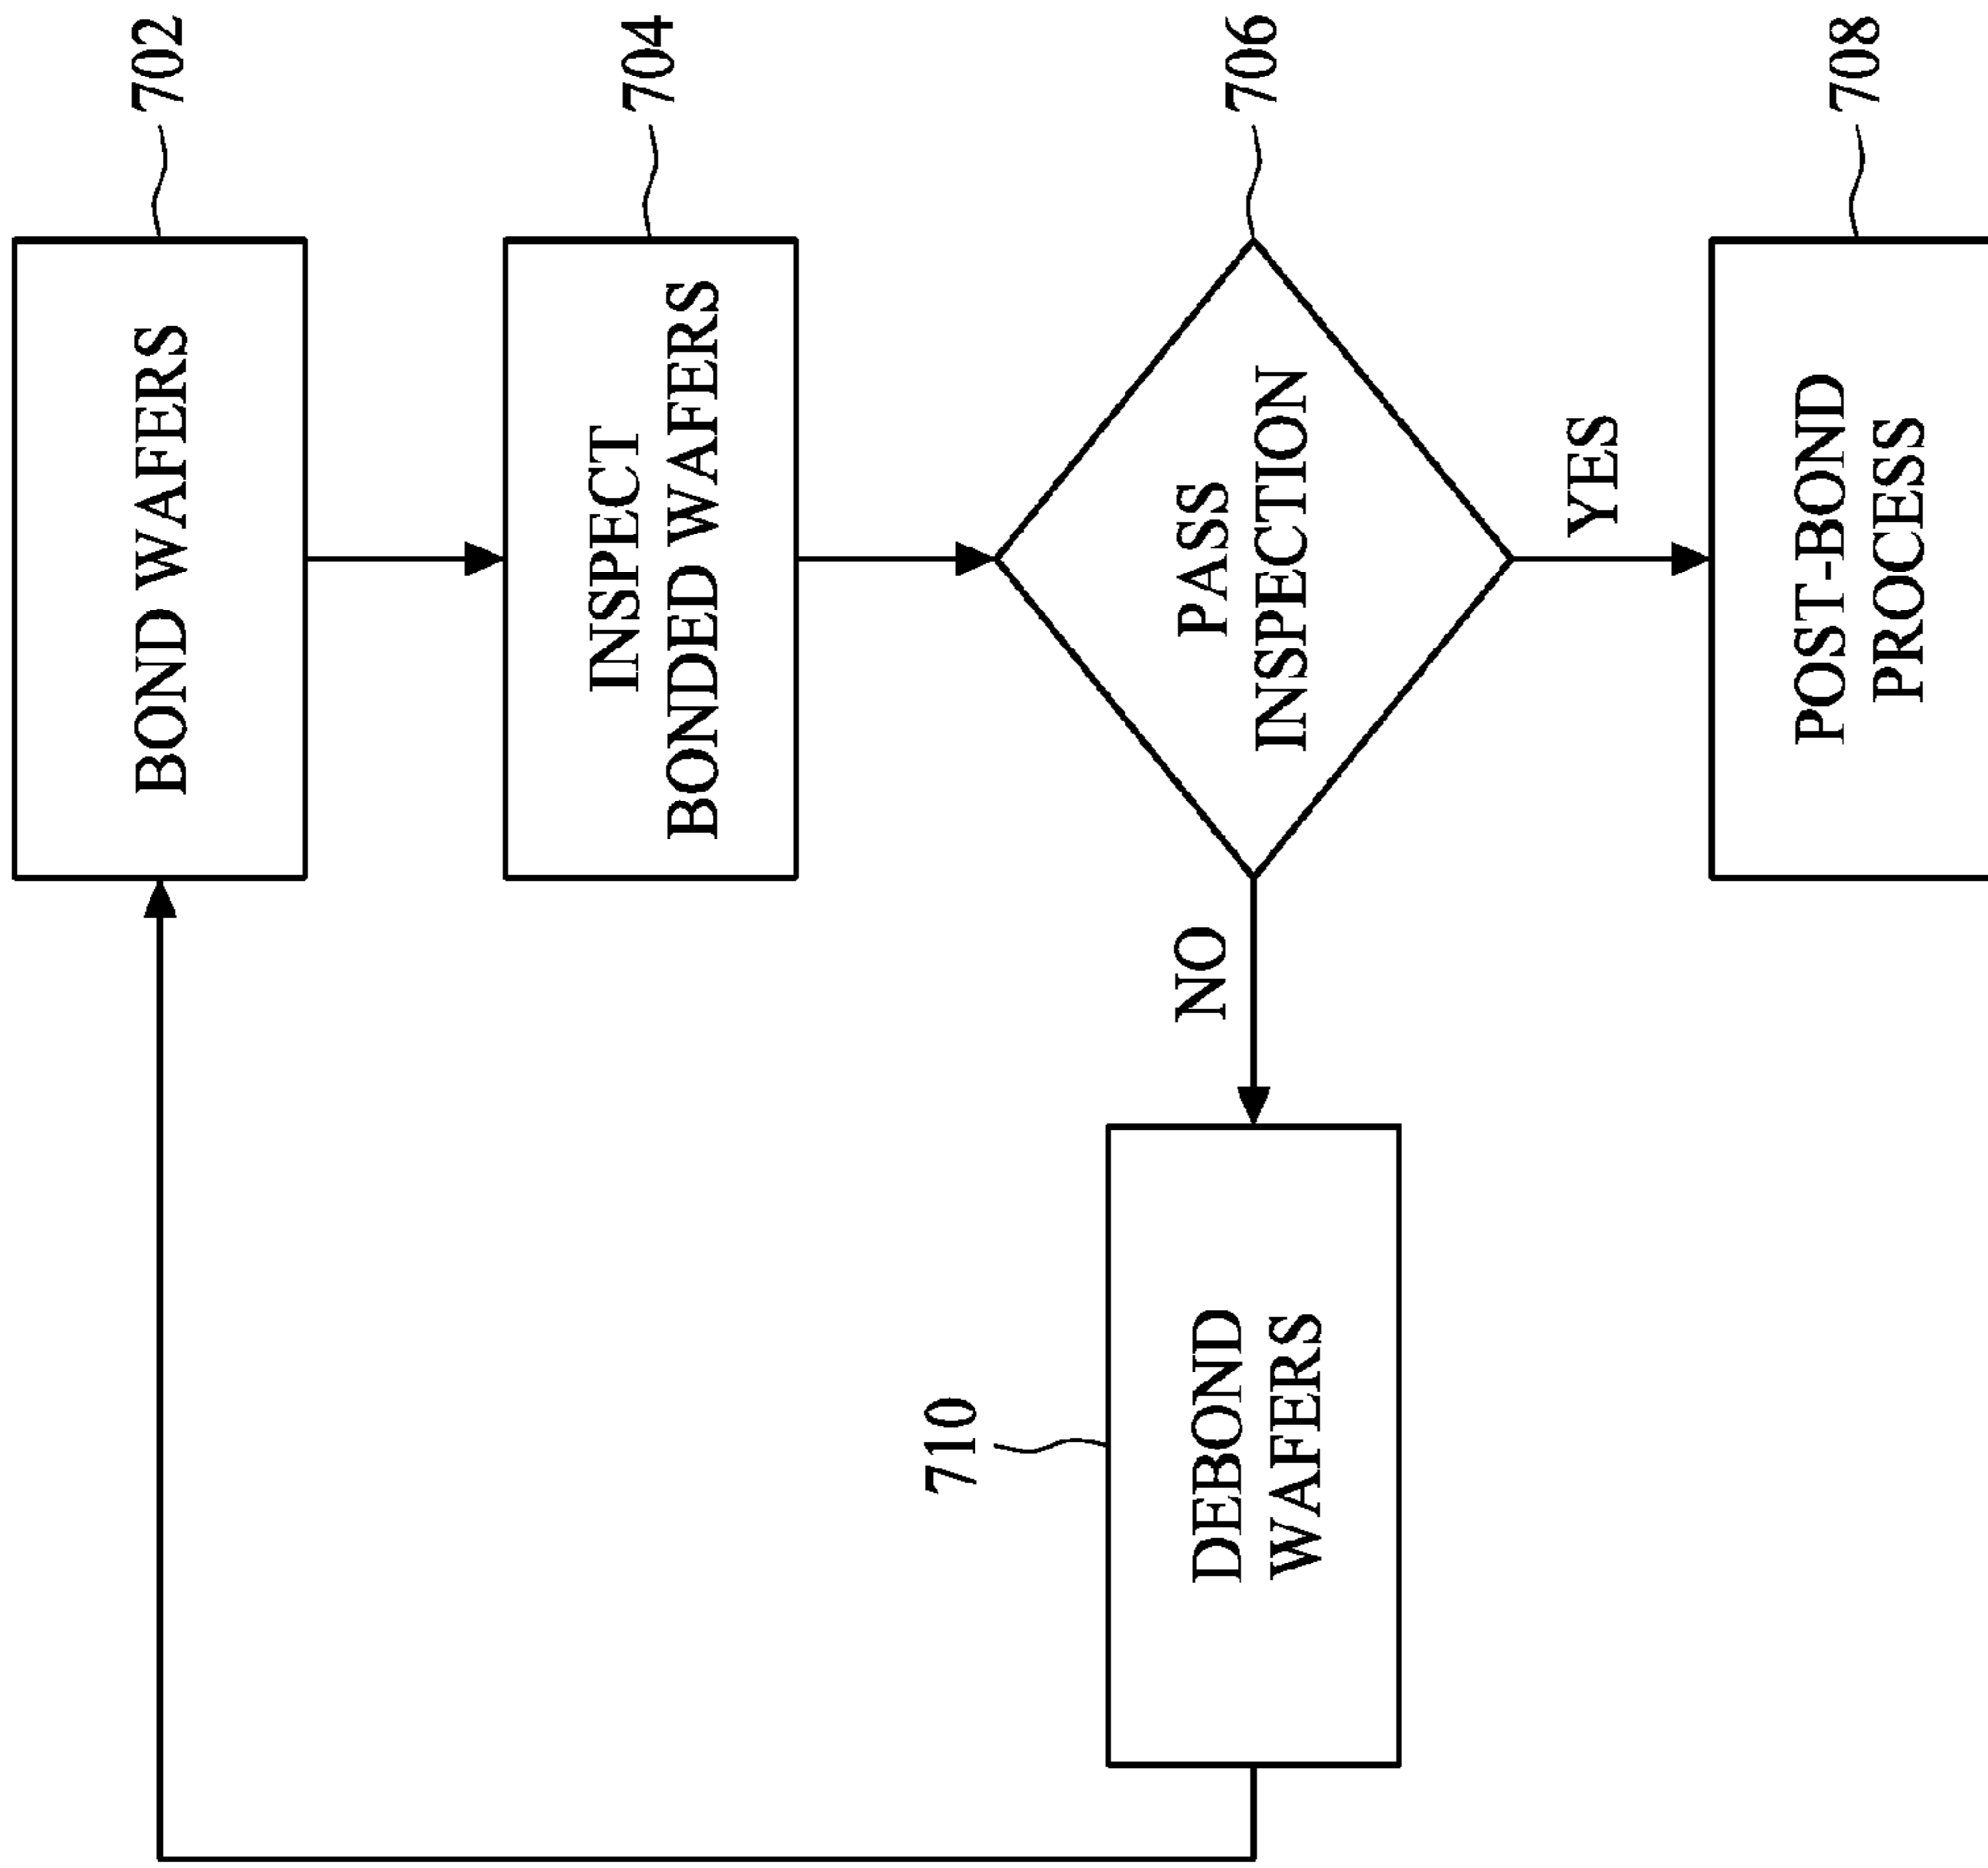 BOND WAFERS
702
INSPECT
BONDED WAFERS
704
PASS
INSPECTION
706
NO
YES
DEBOND
WAFERS
710
POST-BOND
PROCESS
708